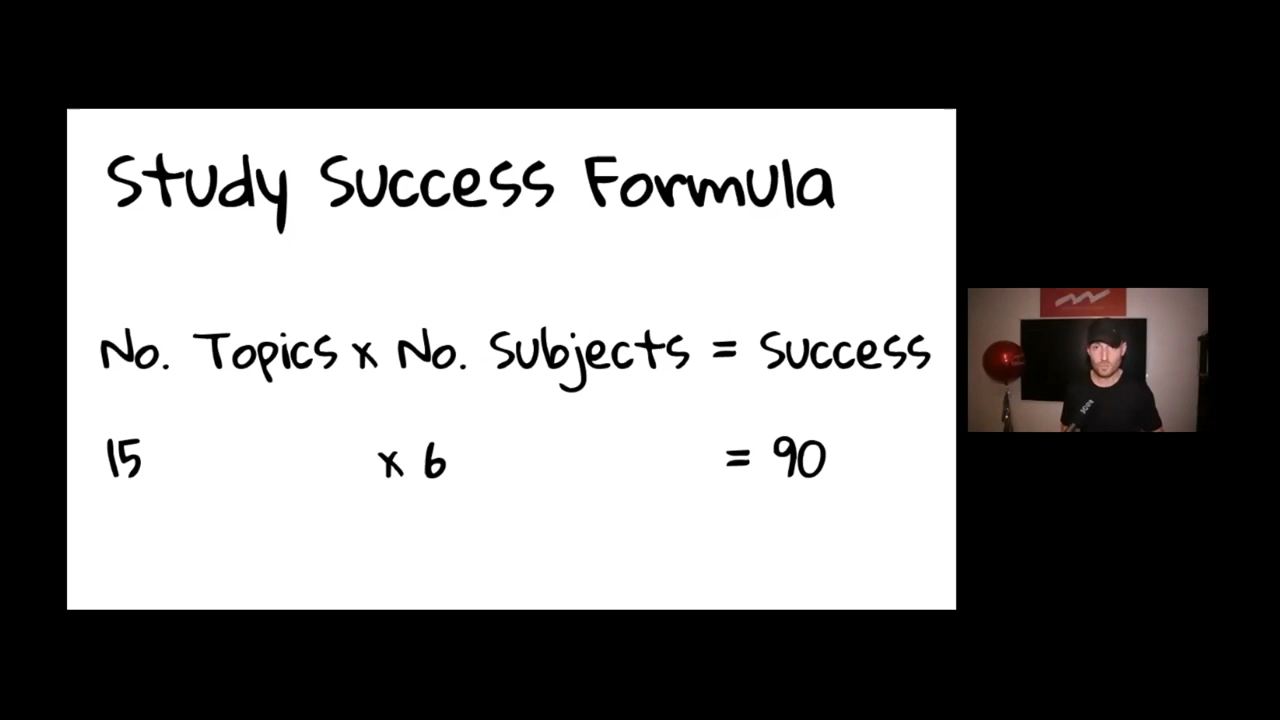 Study Success Formula
No. Topics x No. Subjects = Success
15 x 6 = 90